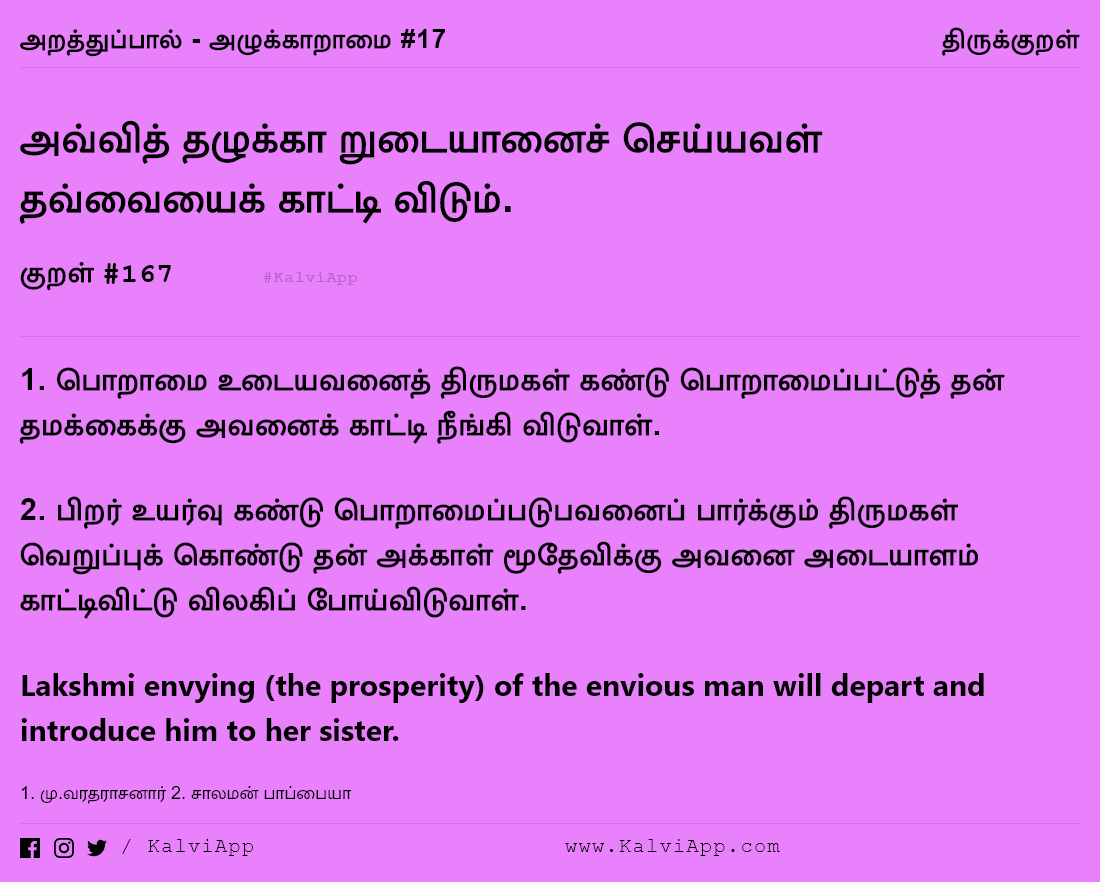 அறத்துப்பால் - அழுக்காறாமை #17
திருக்குறள்
அவ்வித் தழுக்கா றுடையானைச் செய்யவள்
தவ்வையைக் காட்டி விடும்.
குறள் #167
#KalviApp
1. பொறாமை உடையவனைத் திருமகள் கண்டு பொறாமைப்பட்டுத் தன்
தமக்கைக்கு அவனைக் காட்டி நீங்கி விடுவாள்.
2. பிறர் உயர்வு கண்டு பொறாமைப்படுபவனைப் பார்க்கும் திருமகள்
வெறுப்புக் கொண்டு தன் அக்காள் மூதேவிக்கு அவனை அடையாளம்
காட்டிவிட்டு விலகிப் போய்விடுவாள்.
Lakshmi envying (the prosperity) of the envious man will depart and
introduce him to her sister.
1. மு.வரதராசனார் 2. சாலமன் பாப்பையா
/ KalviApp
www.KalviApp.com